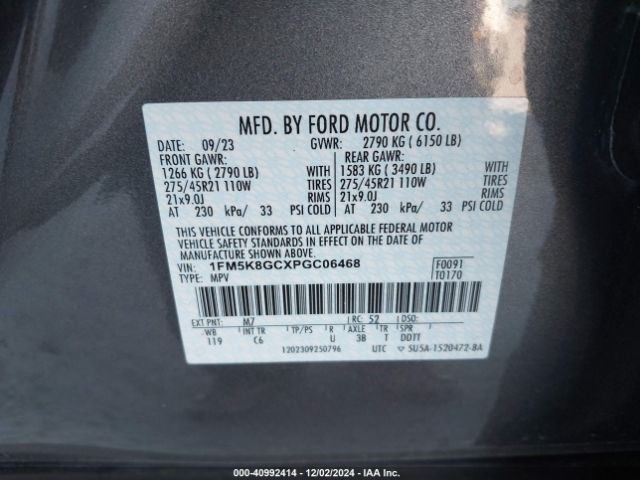 MFD. BY FORD MOTOR CO.
DATE: 09/23 GVWR: 2790 KG ( 6150 LB)
FRONT GAWR: REAR GAWR:
1266 KG ( 2790 LB) WITH 1583 KG ( 3490 LB) WITH
275/45R21 110W TIRES 275/45R21 110W TIRES
21x9.0J RIMS 21x9.0J RIMS
AT 230 kPa/ 33 PSI COLD AT 230 kPa/ 33 PSI COLD
THIS VEHICLE CONFORMS TO ALL APPLICABLE FEDERAL MOTOR
VEHICLE SAFETY STANDARDS IN EFFECT ON THE DATE OF MANUFACTURE
SHOWN ABOVE.
VIN: 1FM5K8GCXPGC06468 F0091
TYPE: MPV T0170
EXT PNT: M7 RC: 52 DSO:
WB INT TR TP/PS R AXLE TR SPR
119 C6 U 3B T DDTT
1202309250796 UTC ▽ SU5A-1520472-8A
©COPY - 40992414 - 12/02/2024 - IAA Inc.